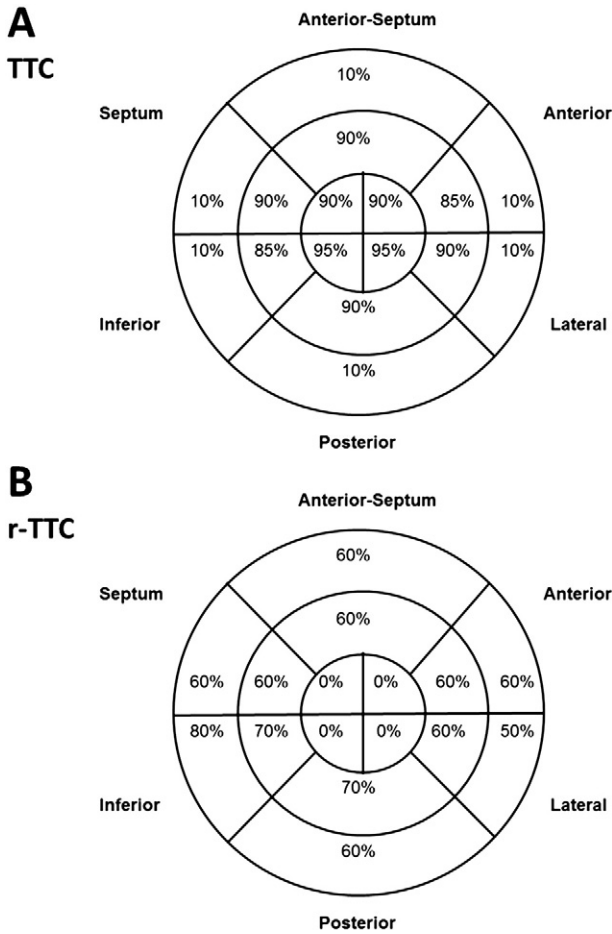 A
TTC
Anterior-Septum
10%
Septum
Anterior
90%
10% 90% 90% 90% 85% 10%
10% 85% 95% 95% 90% 10%
90%
Inferior
Lateral
10%
Posterior
B
r-TTC
Anterior-Septum
60%
Septum
Anterior
60%
60% 60% 0% 0% 60% 60%
80% 70% 0% 0% 60% 50%
70%
Inferior
Lateral
60%
Posterior